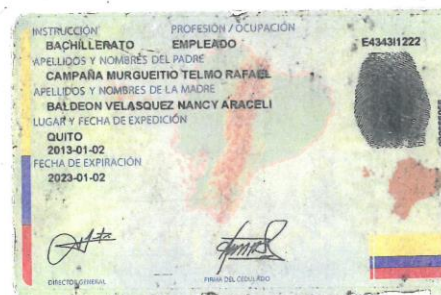 INSTRUCCIÓN PROFESIÓN / OCUPACIÓN
BACHILLERATO EMPLEADO E4343I1222
APELLIDOS Y NOMBRES DEL PADRE
CAMPAÑA MURGUEITIO TELMO RAFAEL
APELLIDOS Y NOMBRES DE LA MADRE
BALDEON VELASQUEZ NANCY ARACELI
LUGAR Y FECHA DE EXPEDICIÓN
QUITO
2013-01-02
FECHA DE EXPIRACIÓN
2023-01-02
DIRECTOR GENERAL FIRMA DEL CEDULADO